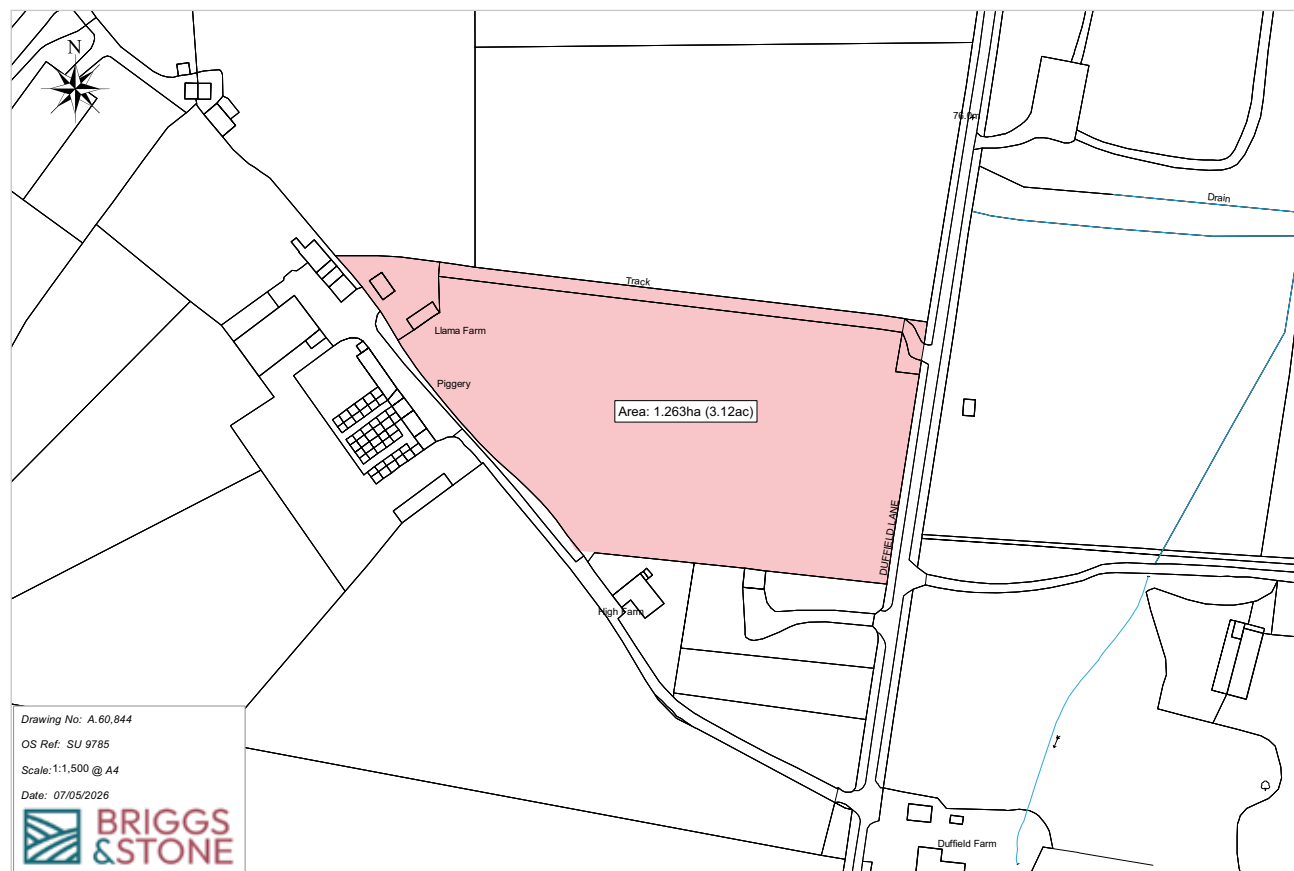 N
76.0m
Drain
Track
Llama Farm
Piggery
Area: 1.263ha (3.12ac)
DUFFIELD LANE
High Farm
Drawing No: A.60,844
OS Ref: SU 9785
Scale:1:1,500 @ A4
Date: 07/05/2026
BRIGGS
&STONE
Duffield Farm